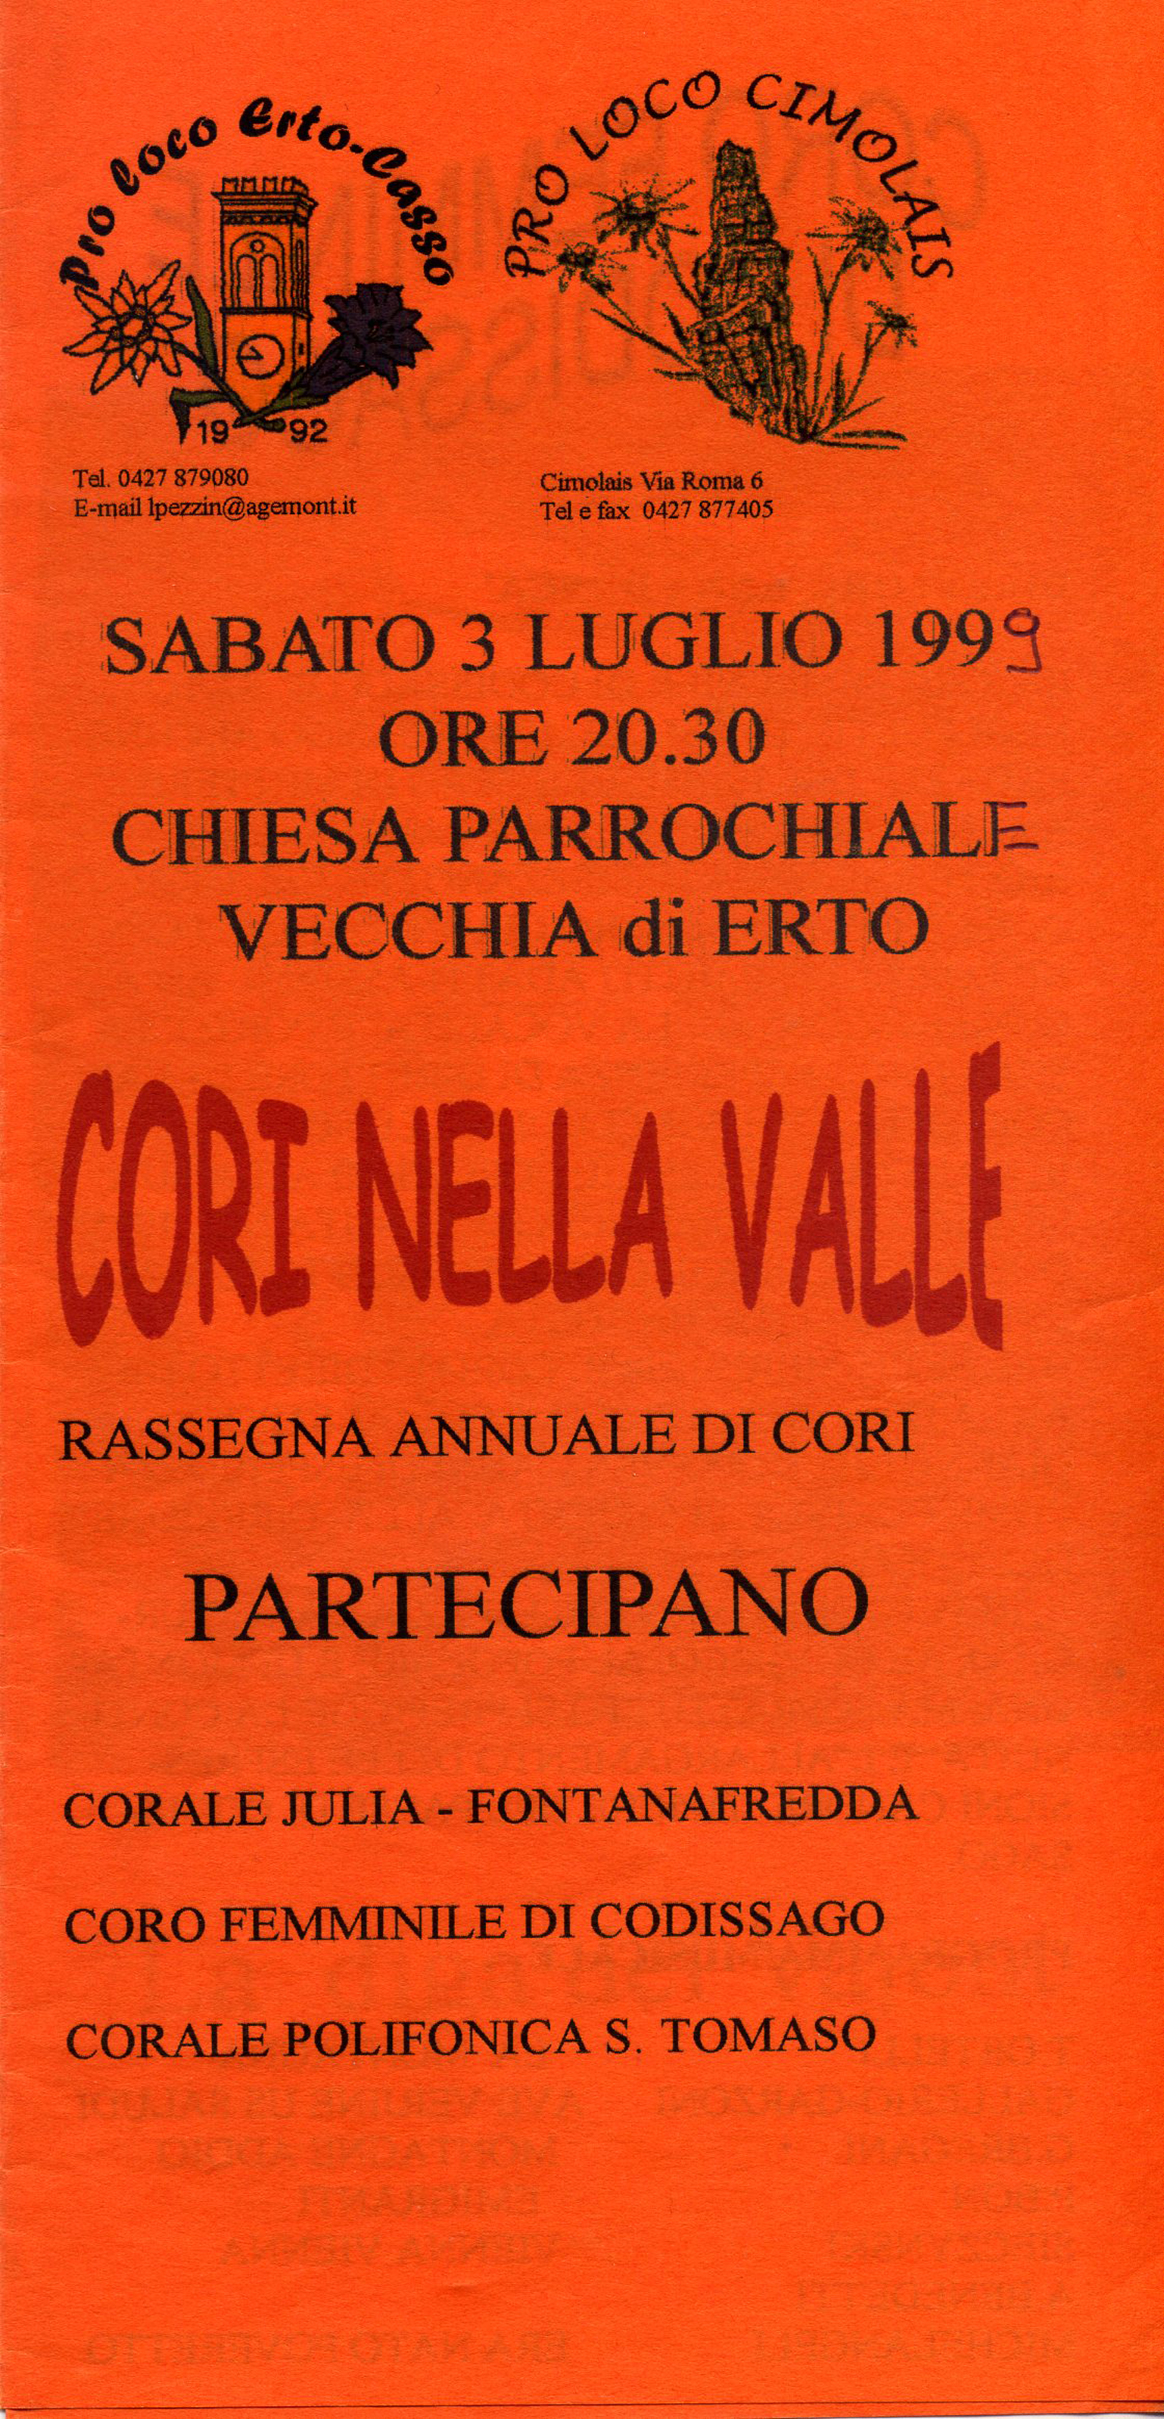 Pro loco Erto-Casso
19 92
Tel. 0427 879080
E-mail lpezzin@agemont.it
PRO LOCO CIMOLAIS
Cimolais Via Roma 6
Tel e fax 0427 877405
SABATO 3 LUGLIO 1999
ORE 20.30
CHIESA PARROCHIALE
VECCHIA di ERTO
CORI NELLA VALLE
RASSEGNA ANNUALE DI CORI
PARTECIPANO
CORALE JULIA - FONTANAFREDDA
CORO FEMMINILE DI CODISSAGO
CORALE POLIFONICA S. TOMASO